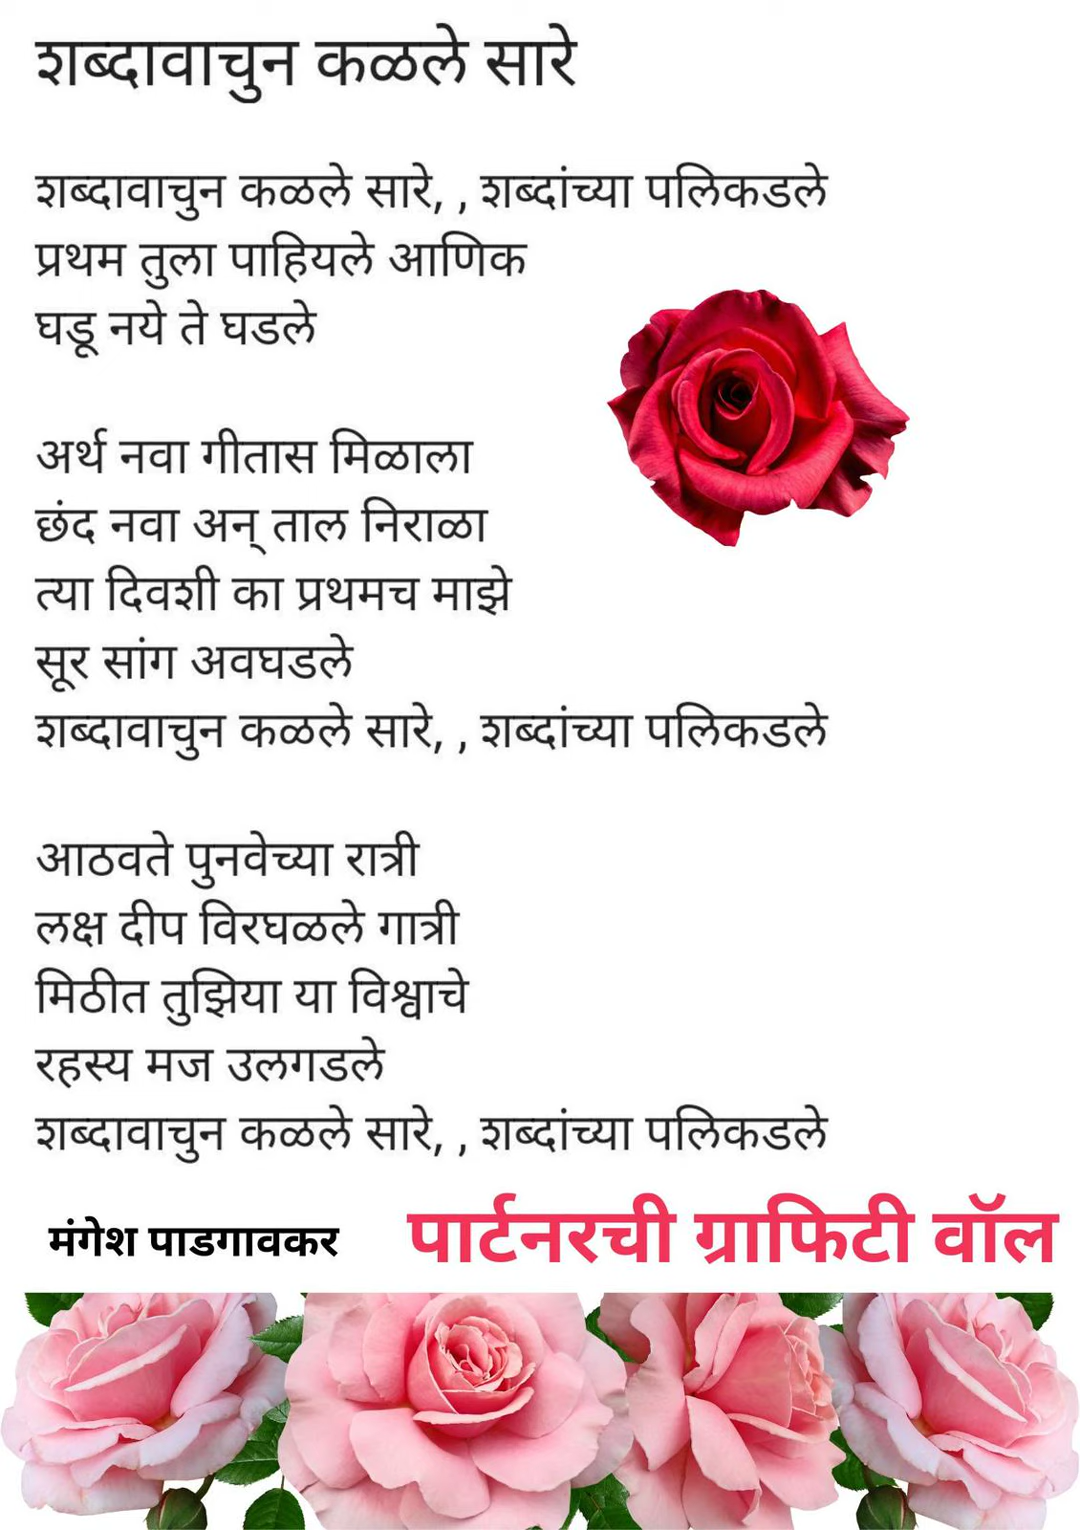 शब्दावाचुन कळले सारे
शब्दावाचुन कळले सारे, , शब्दांच्या पलिकडले
प्रथम तुला पाहियले आणिक
घडू नये ते घडले
अर्थ नवा गीतास मिळाला
छंद नवा अन् ताल निराळा
त्या दिवशी का प्रथमच माझे
सूर सांग अवघडले
शब्दावाचुन कळले सारे, , शब्दांच्या पलिकडले
आठवते पुनवेच्या रात्री
लक्ष दीप विरघळले गात्री
मिठीत तुझिया या विश्वाचे
रहस्य मज उलगडले
शब्दावाचुन कळले सारे, , शब्दांच्या पलिकडले
मंगेश पाडगावकर
पार्टनरची ग्राफिटी वॉल